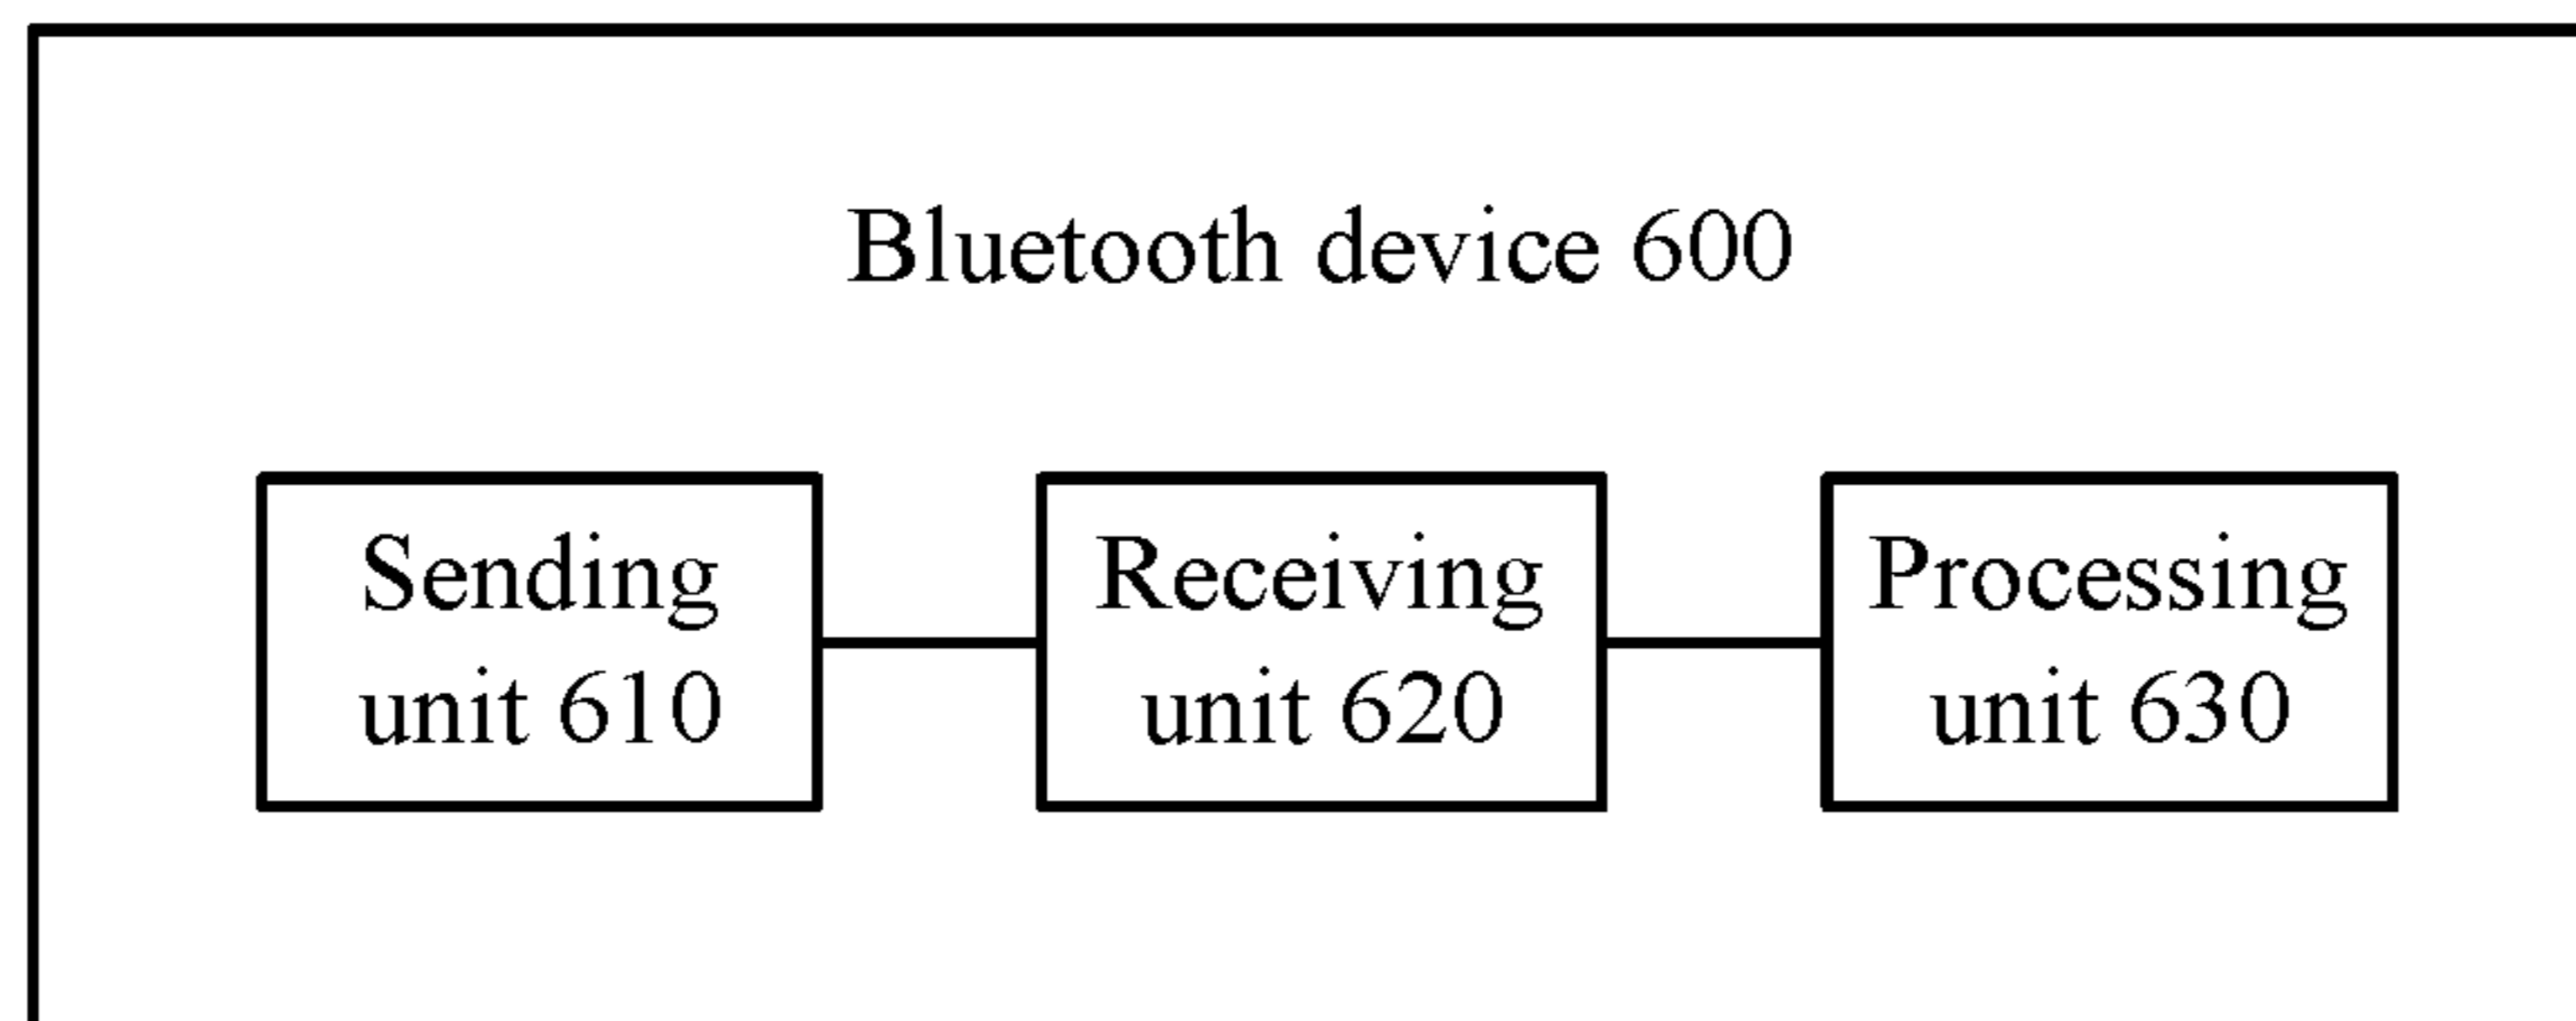 Bluetooth device 600
Sending
unit 610
Receiving
unit 620
Processing
unit 630